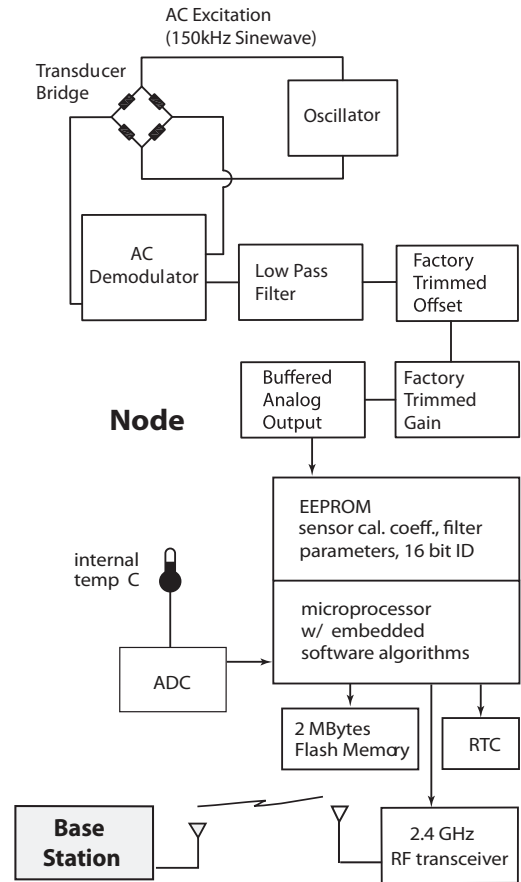 AC Excitation
(150kHz Sinewave)
Transducer
Bridge
Oscillator
AC
Demodulator
Low Pass
Filter
Factory
Trimmed
Offset
Buffered
Analog
Output
Factory
Trimmed
Gain
Node
EEPROM
sensor cal. coeff., filter
parameters, 16 bit ID
internal
temp C
microprocessor
w/ embedded
software algorithms
ADC
2 MBytes
Flash Memory
RTC
Base
Station
2.4 GHz
RF transceiver